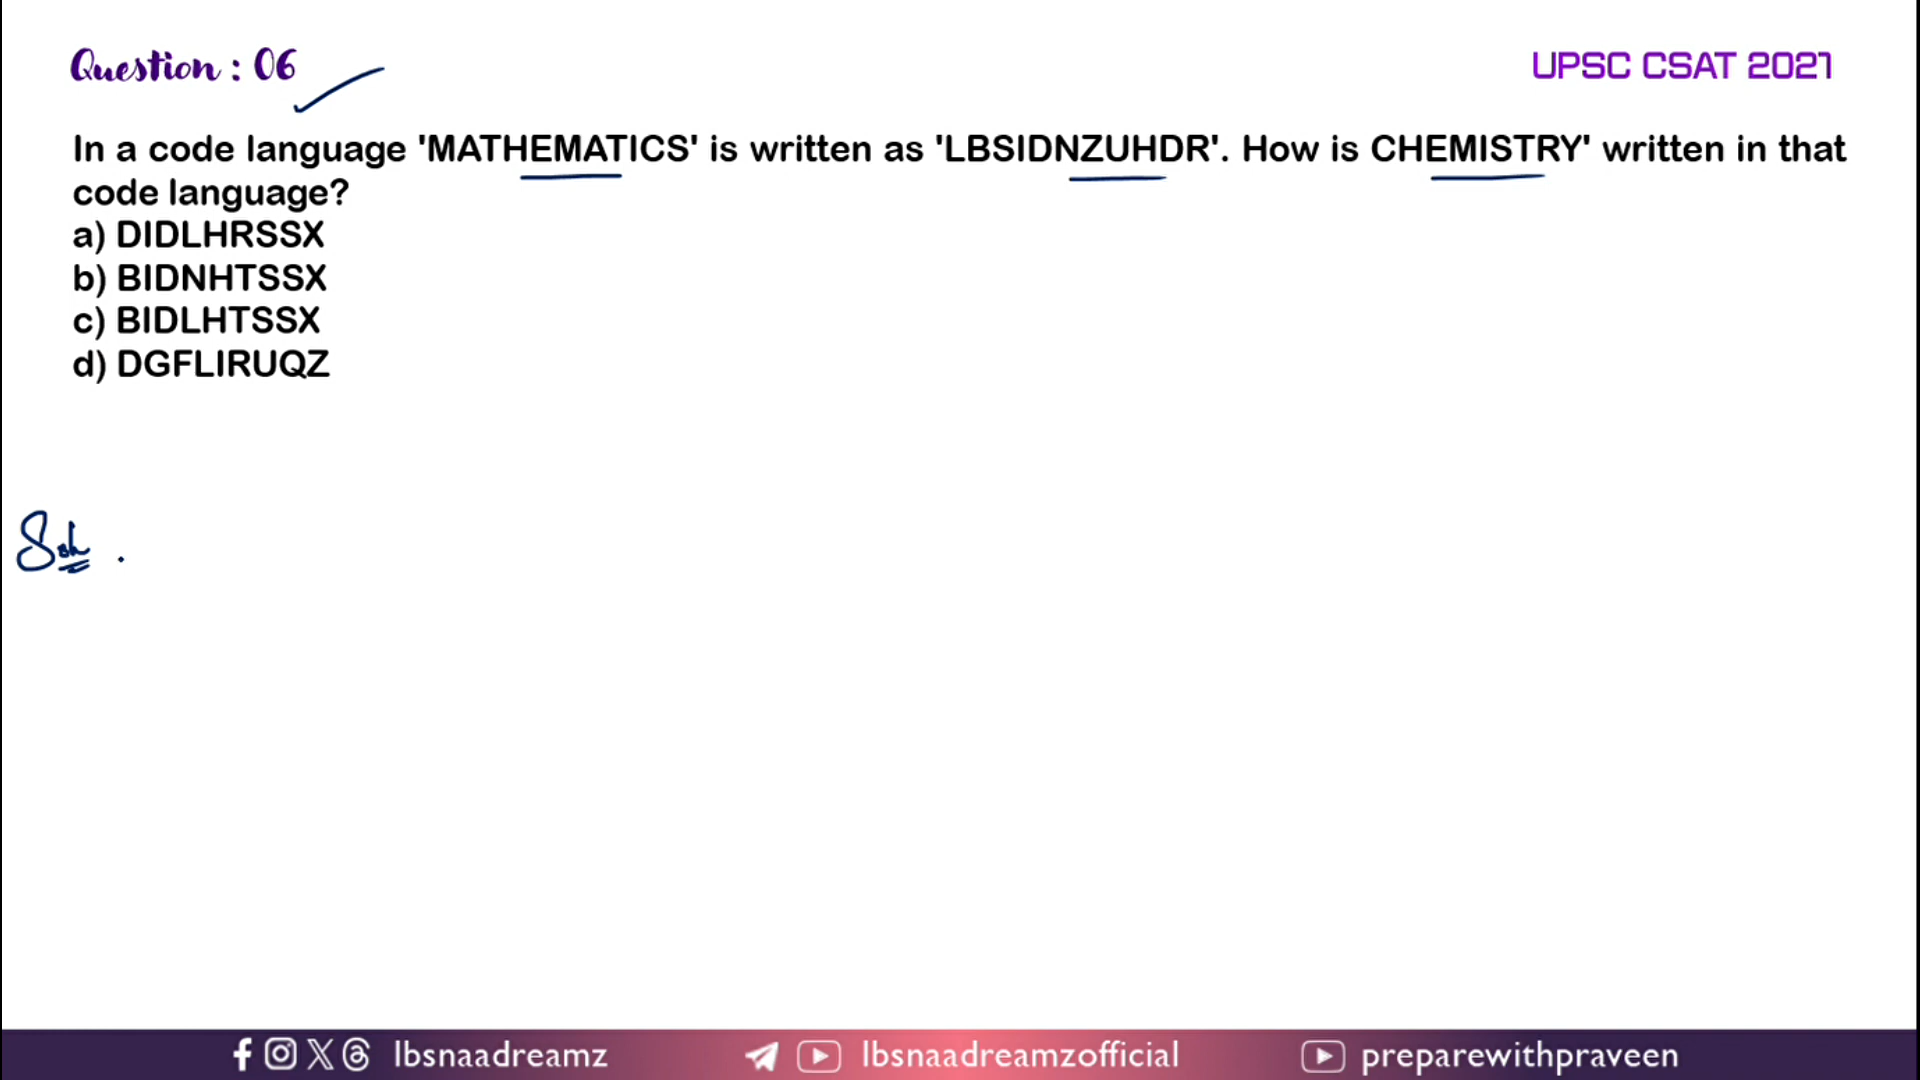 Question : 06
UPSC CSAT 2021
In a code language 'MATHEMATICS' is written as 'LBSIDNZUHDR'. How is CHEMISTRY' written in that
code language?
a) DIDLHRSSX
b) BIDNHTSSX
c) BIDLHTSSX
d) DGFLIRUQZ
Soln .
lbsnaadreamz
lbsnaadreamzofficial
preparewithpraveen